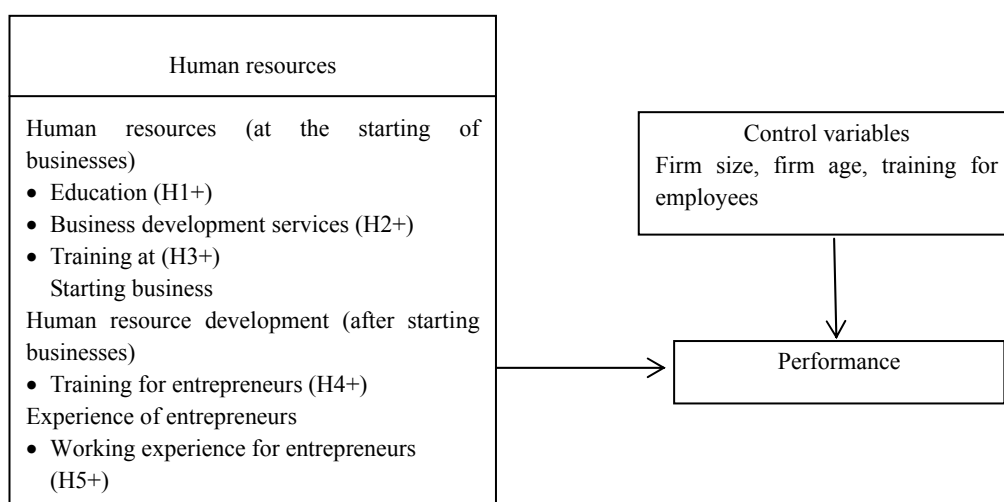 Human resources
Human resources (at the starting of
businesses)
• Education (H1+)
• Business development services (H2+)
• Training at (H3+)
Starting business
Human resource development (after starting
businesses)
• Training for entrepreneurs (H4+)
Experience of entrepreneurs
• Working experience for entrepreneurs
(H5+)
Control variables
Firm size, firm age, training for
employees
Performance